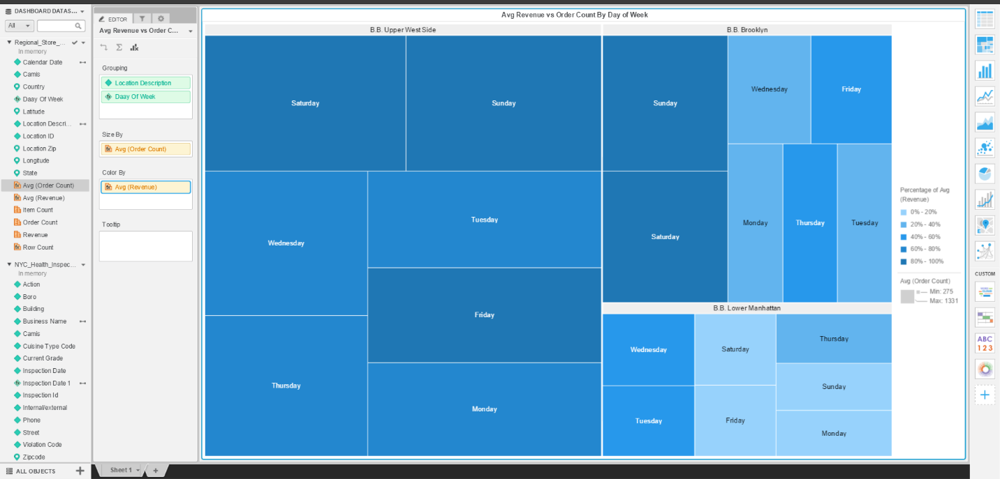 DASHBOARD DATAS...
All
Regional_Store_...
In memory
Calendar Date
Camis
Country
Daay Of Week
Latitude
Location Descri...
Location ID
Location Zip
Longitude
State
Avg (Order Count)
Avg (Revenue)
Item Count
Order Count
Revenue
Row Count
NYC_Health_Inspec...
In memory
Action
Boro
Building
Business Name
Camis
Cuisine Type Code
Current Grade
Inspection Date
Inspection Date 1
Inspection Id
Internal/external
Phone
Street
Violation Code
Zipcode
ALL OBJECTS
EDITOR
Avg Revenue vs Order C...
Grouping
Location Description
Daay Of Week
Size By
Avg (Order Count)
Color By
Avg (Revenue)
Tooltip
Avg Revenue vs Order Count By Day of Week
B.B. Upper West Side
Saturday
Sunday
Wednesday
Tuesday
Friday
Thursday
Monday
B.B. Brooklyn
Sunday
Wednesday
Friday
Saturday
Monday
Thursday
Tuesday
B.B. Lower Manhattan
Wednesday
Saturday
Thursday
Sunday
Tuesday
Friday
Monday
Percentage of Avg
(Revenue)
0% - 20%
20% - 40%
40% - 60%
60% - 80%
80% - 100%
Avg (Order Count)
Min: 275
Max: 1331
CUSTOM
ABC
123
Sheet 1